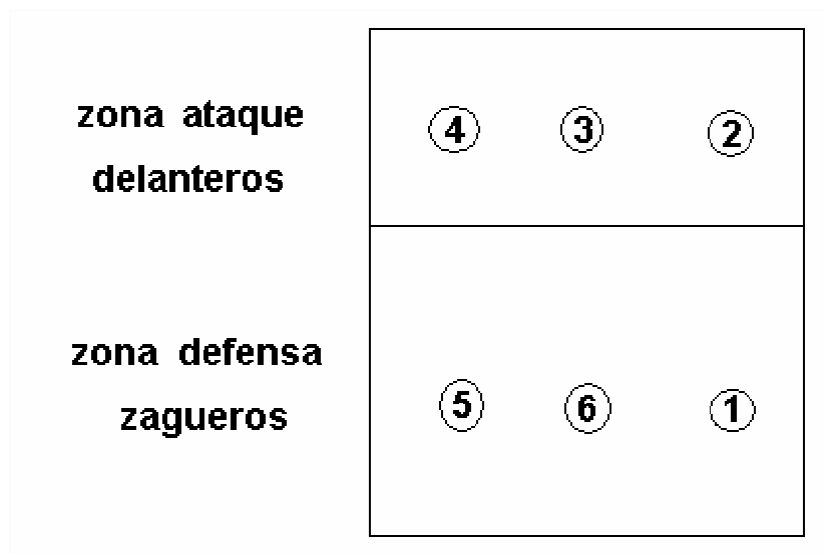 zona ataque
delanteros
4 3 2
zona defensa
zagueros
5 6 1